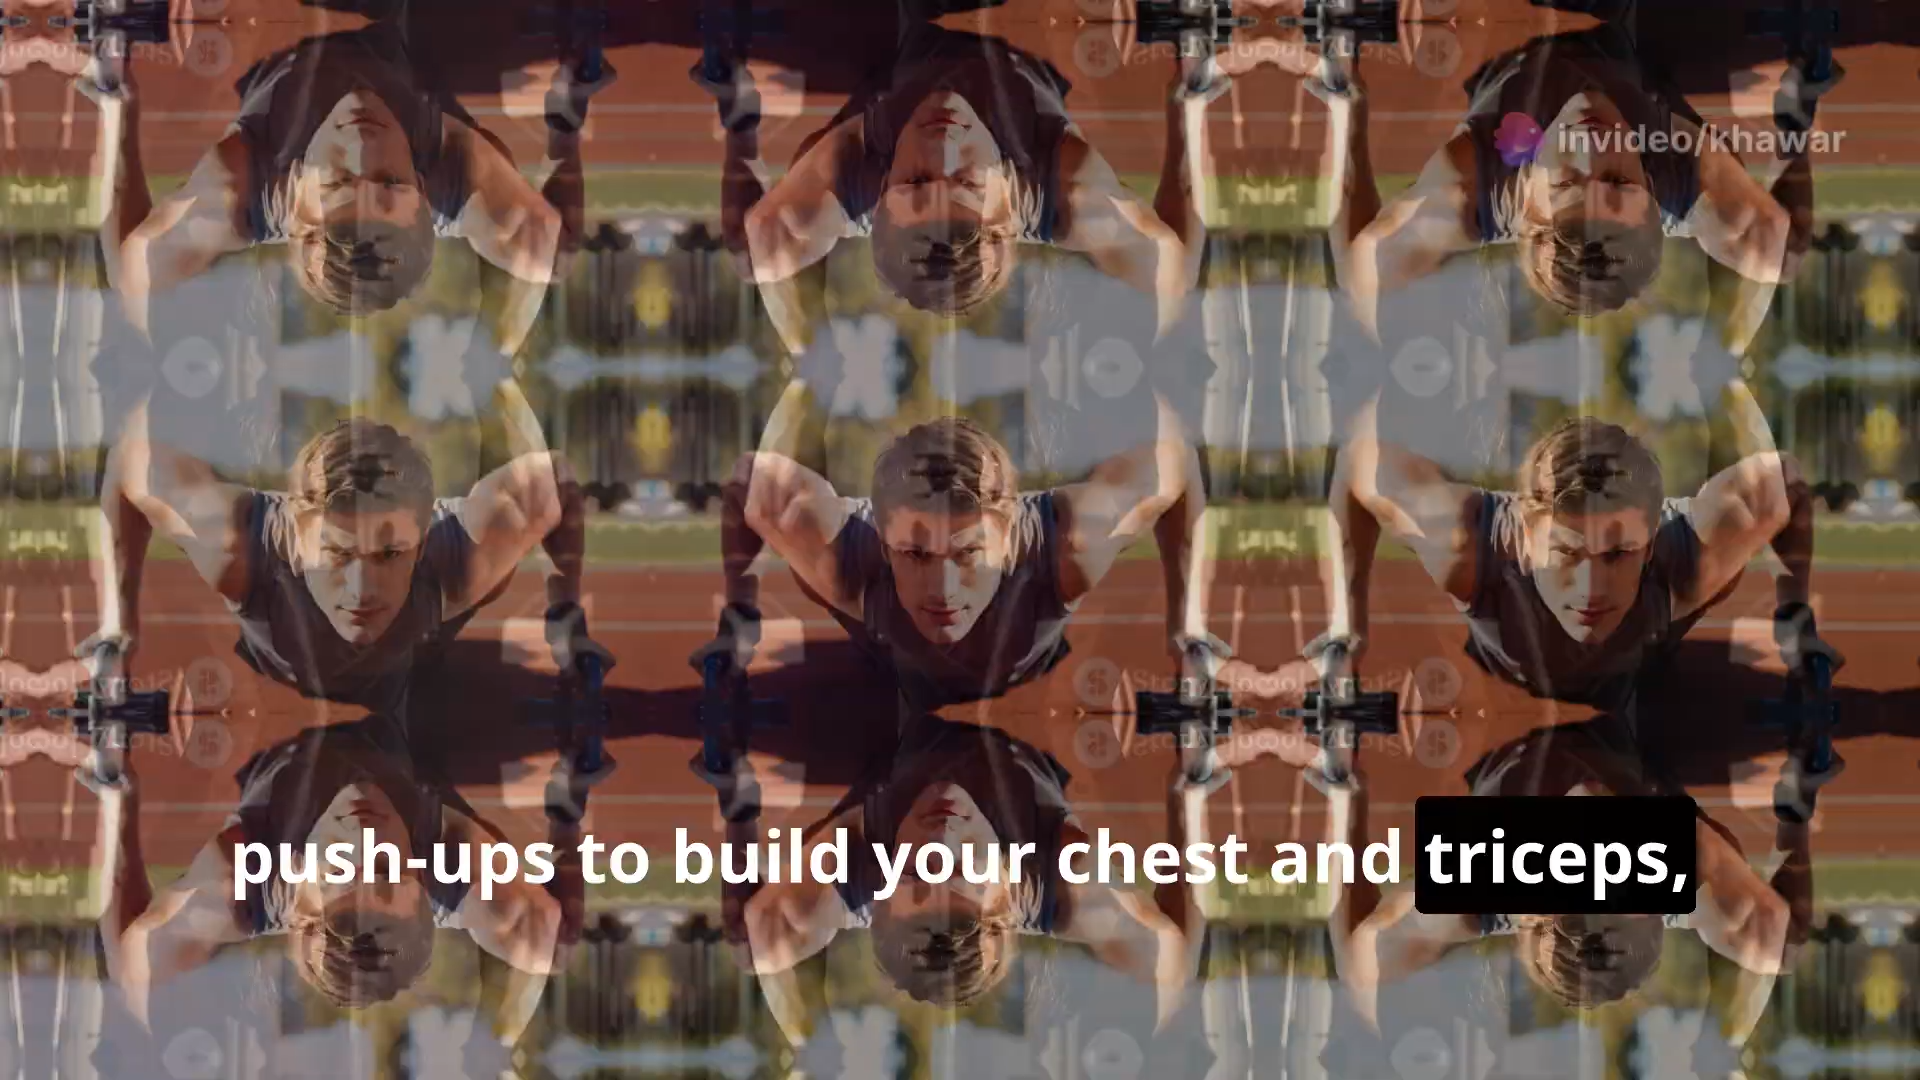 invideo/khawar
push-ups to build your chest and triceps,